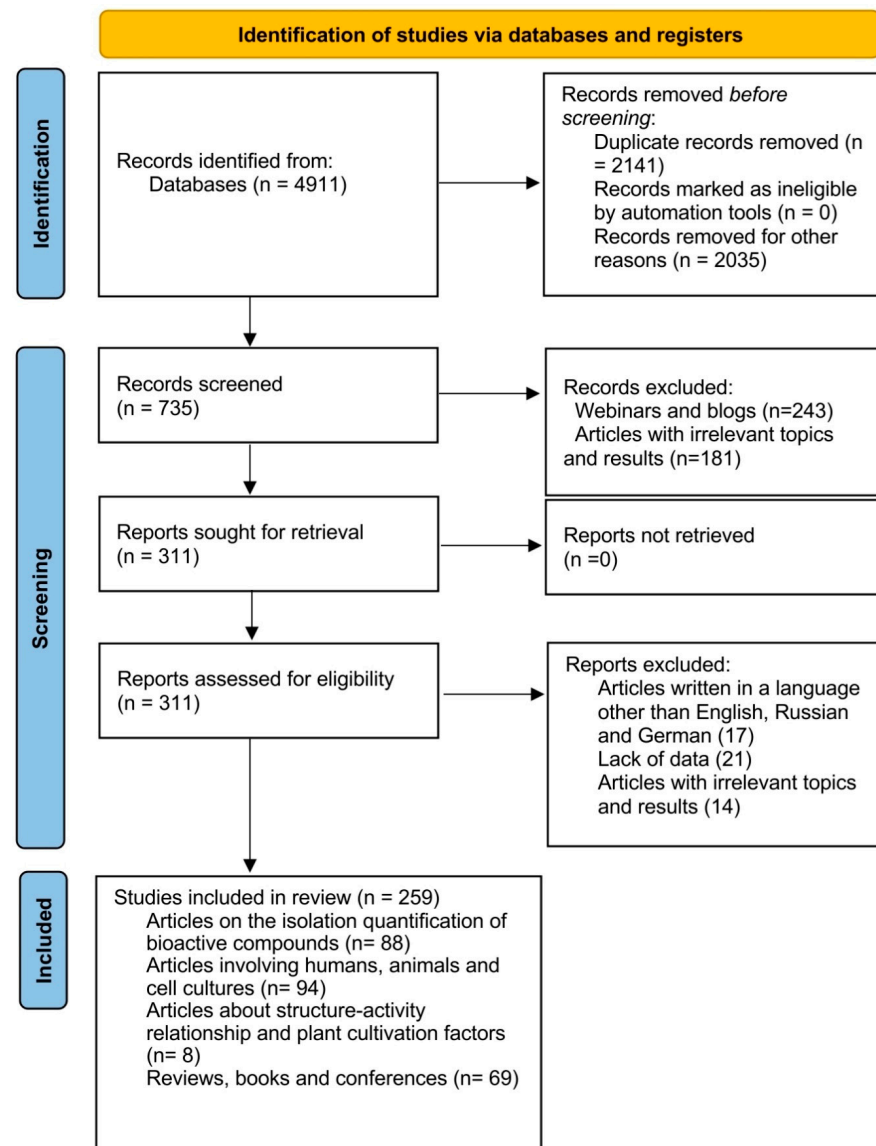 Identification of studies via databases and registers
Identification
Records identified from:
Databases (n = 4911)
Records removed before
screening:
Duplicate records removed (n
= 2141)
Records marked as ineligible
by automation tools (n = 0)
Records removed for other
reasons (n = 2035)
Screening
Records screened
(n = 735)
Records excluded:
Webinars and blogs (n=243)
Articles with irrelevant topics
and results (n=181)
Reports sought for retrieval
(n = 311)
Reports not retrieved
(n =0)
Reports assessed for eligibility
(n = 311)
Reports excluded:
Articles written in a language
other than English, Russian
and German (17)
Lack of data (21)
Articles with irrelevant topics
and results (14)
Included
Studies included in review (n = 259)
Articles on the isolation quantification of
bioactive compounds (n= 88)
Articles involving humans, animals and
cell cultures (n= 94)
Articles about structure-activity
relationship and plant cultivation factors
(n= 8)
Reviews, books and conferences (n= 69)